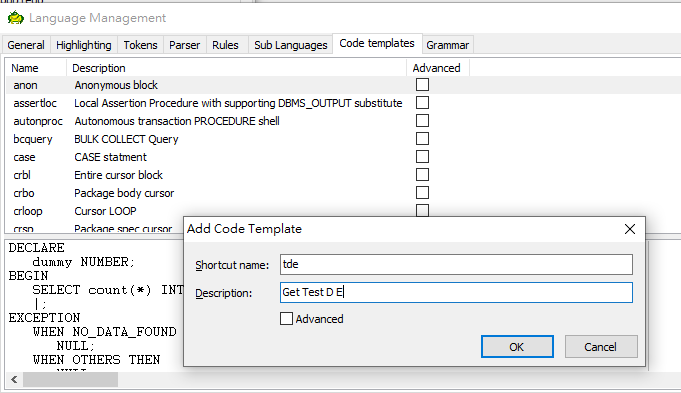 Language Management
General Highlighting Tokens Parser Rules Sub Languages Code templates Grammar
Name Description Advanced
anon Anonymous block
assertloc Local Assertion Procedure with supporting DBMS_OUTPUT substitute
autonproc Autonomous transaction PROCEDURE shell
bcquery BULK COLLECT Query
case CASE statment
crbl Entire cursor block
crbo Package body cursor
crloop Cursor LOOP
crsp Package spec cursor
Add Code Template
Shortcut name: tde
Description: Get Test D E
Advanced
OK Cancel
DECLARE
dummy NUMBER;
BEGIN
SELECT count(*) INT
|;
EXCEPTION
WHEN NO_DATA_FOUND
NULL;
WHEN OTHERS THEN
NULL